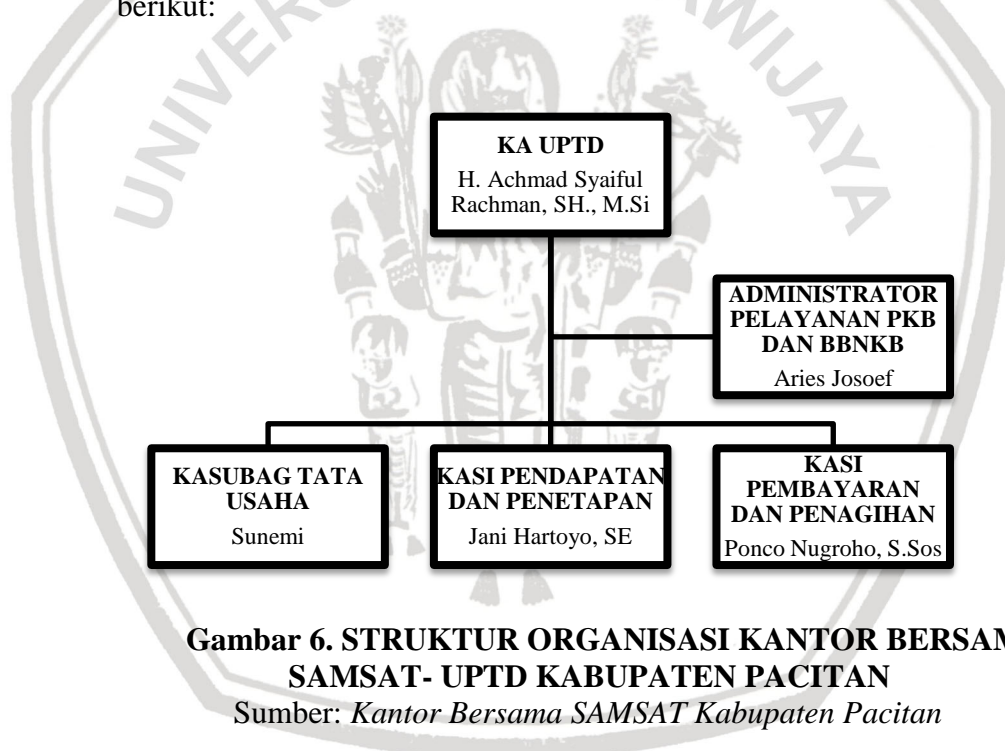 berikut:
KA UPTD
H. Achmad Syaiful
Rachman, SH., M.Si
ADMINISTRATOR
PELAYANAN PKB
DAN BBNKB
Aries Josoef
KASUBAG TATA
USAHA
Sunemi
KASI PENDAPATAN
DAN PENETAPAN
Jani Hartoyo, SE
KASI
PEMBAYARAN
DAN PENAGIHAN
Ponco Nugroho, S.Sos
Gambar 6. STRUKTUR ORGANISASI KANTOR
SAMSAT- UPTD KABUPATEN PACITAN
Sumber: Kantor Bersama SAMSAT Kabupaten Pacitan